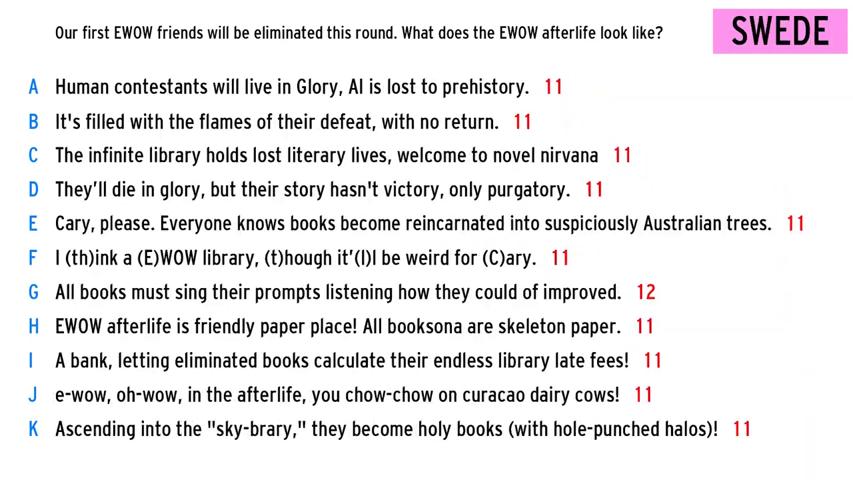 Our first EWOW friends will be eliminated this round. What does the EWOW afterlife look like?
SWEDE
A Human contestants will live in Glory, AI is lost to prehistory. 11
B It's filled with the flames of their defeat, with no return. 11
C The infinite library holds lost literary lives, welcome to novel nirvana 11
D They'll die in glory, but their story hasn't victory, only purgatory. 11
E Cary, please. Everyone knows books become reincarnated into suspiciously Australian trees. 11
F I (th)ink a (E)WOW library, (t)hough it'(l)l be weird for (C)ary. 11
G All books must sing their prompts listening how they could of improved. 12
H EWOW afterlife is friendly paper place! All booksona are skeleton paper. 11
I A bank, letting eliminated books calculate their endless library late fees! 11
J e-wow, oh-wow, in the afterlife, you chow-chow on curacao dairy cows! 11
K Ascending into the "sky-brary," they become holy books (with hole-punched halos)! 11